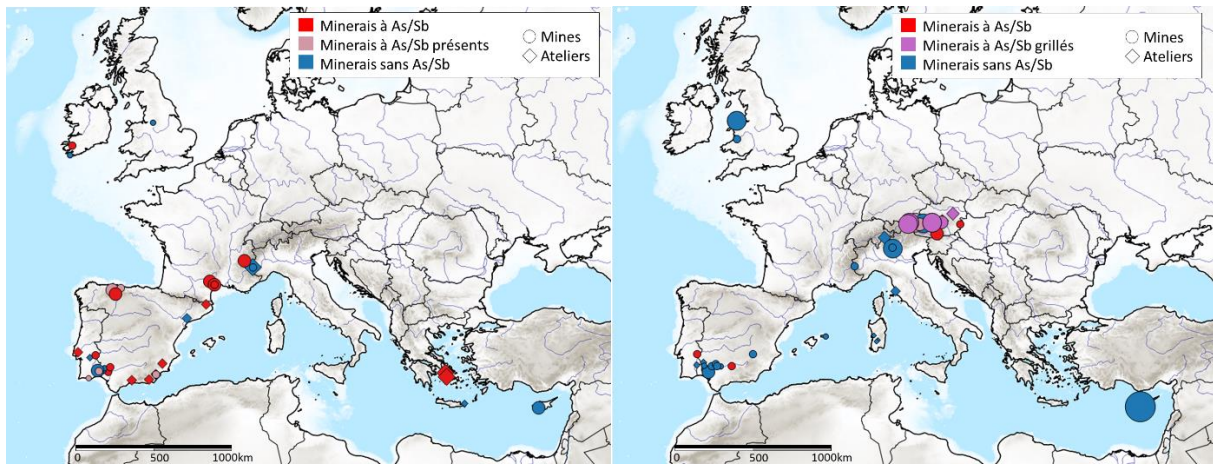 Minerais à As/Sb
Minerais à As/Sb présents
Minerais sans As/Sb
Mines
Ateliers
0 500 1000km
Minerais à As/Sb
Minerais à As/Sb grillés
Minerais sans As/Sb
Mines
Ateliers
0 500 1000km